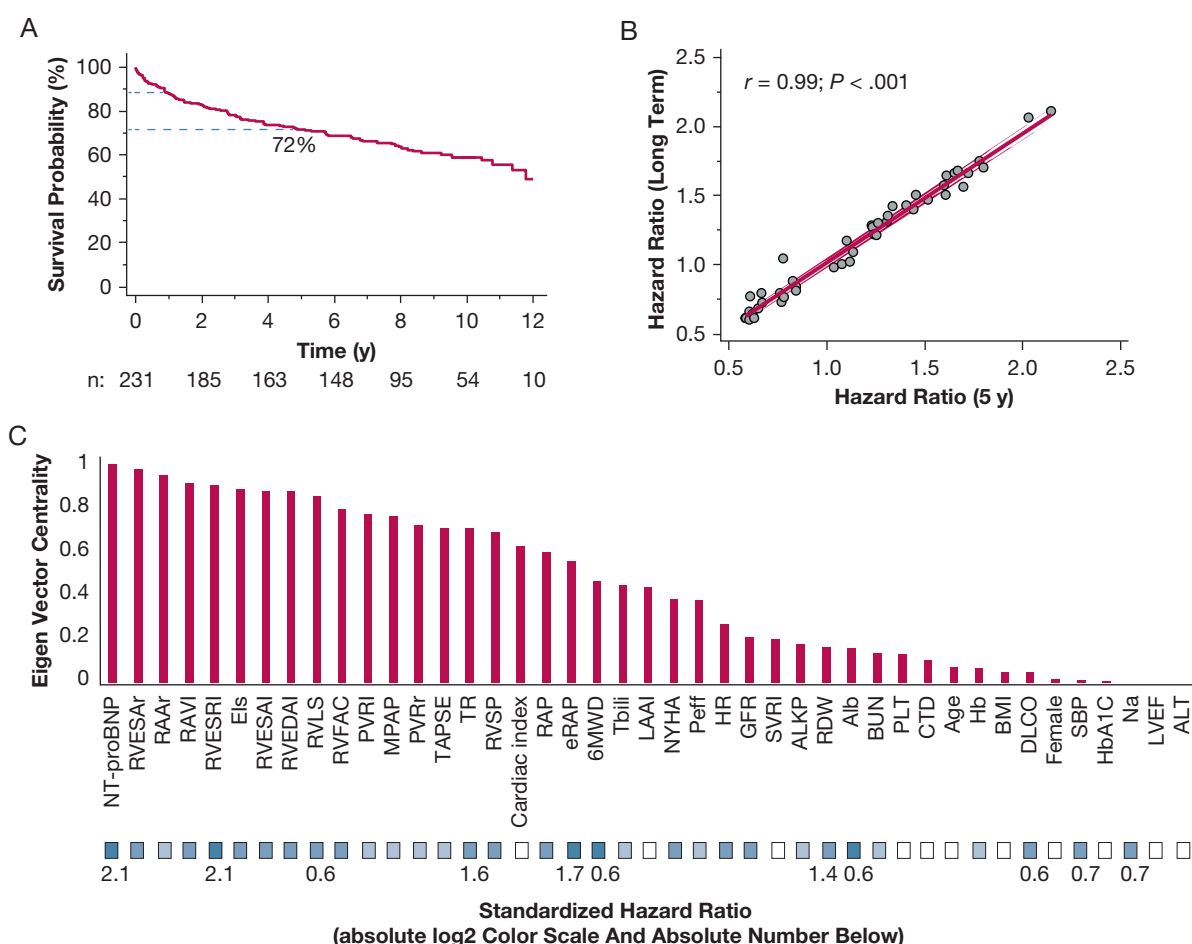 A
Survival Probability (%)
100
80
60
40
20
0
72%
0 2 4 6 8 10 12
Time (y)
n: 231 185 163 148 95 54 10
B
Hazard Ratio (Long Term)
2.5
2.0
1.5
1.0
0.5
r = 0.99; P < .001
0.5 1.0 1.5 2.0 2.5
Hazard Ratio (5 y)
C
Eigen Vector Centrality
1
0.8
0.6
0.4
0.2
0
NT-proBNP
RVESAr
RAAr
RAVI
RVESRI
EIs
RVESAI
RVEDAI
RVLS
RVFAC
PVRI
MPAP
PVRr
TAPSE
TR
RVSP
Cardiac index
RAP
eRAP
6MWD
Tbili
LAAI
NYHA
Peff
HR
GFR
SVRI
ALKP
RDW
Alb
BUN
PLT
CTD
Age
Hb
BMI
DLCO
Female
SBP
HbA1C
Na
LVEF
ALT
2.1 2.1 0.6 1.6 1.7 0.6 1.4 0.6 0.6 0.7 0.7
Standardized Hazard Ratio
(absolute log2 Color Scale And Absolute Number Below)